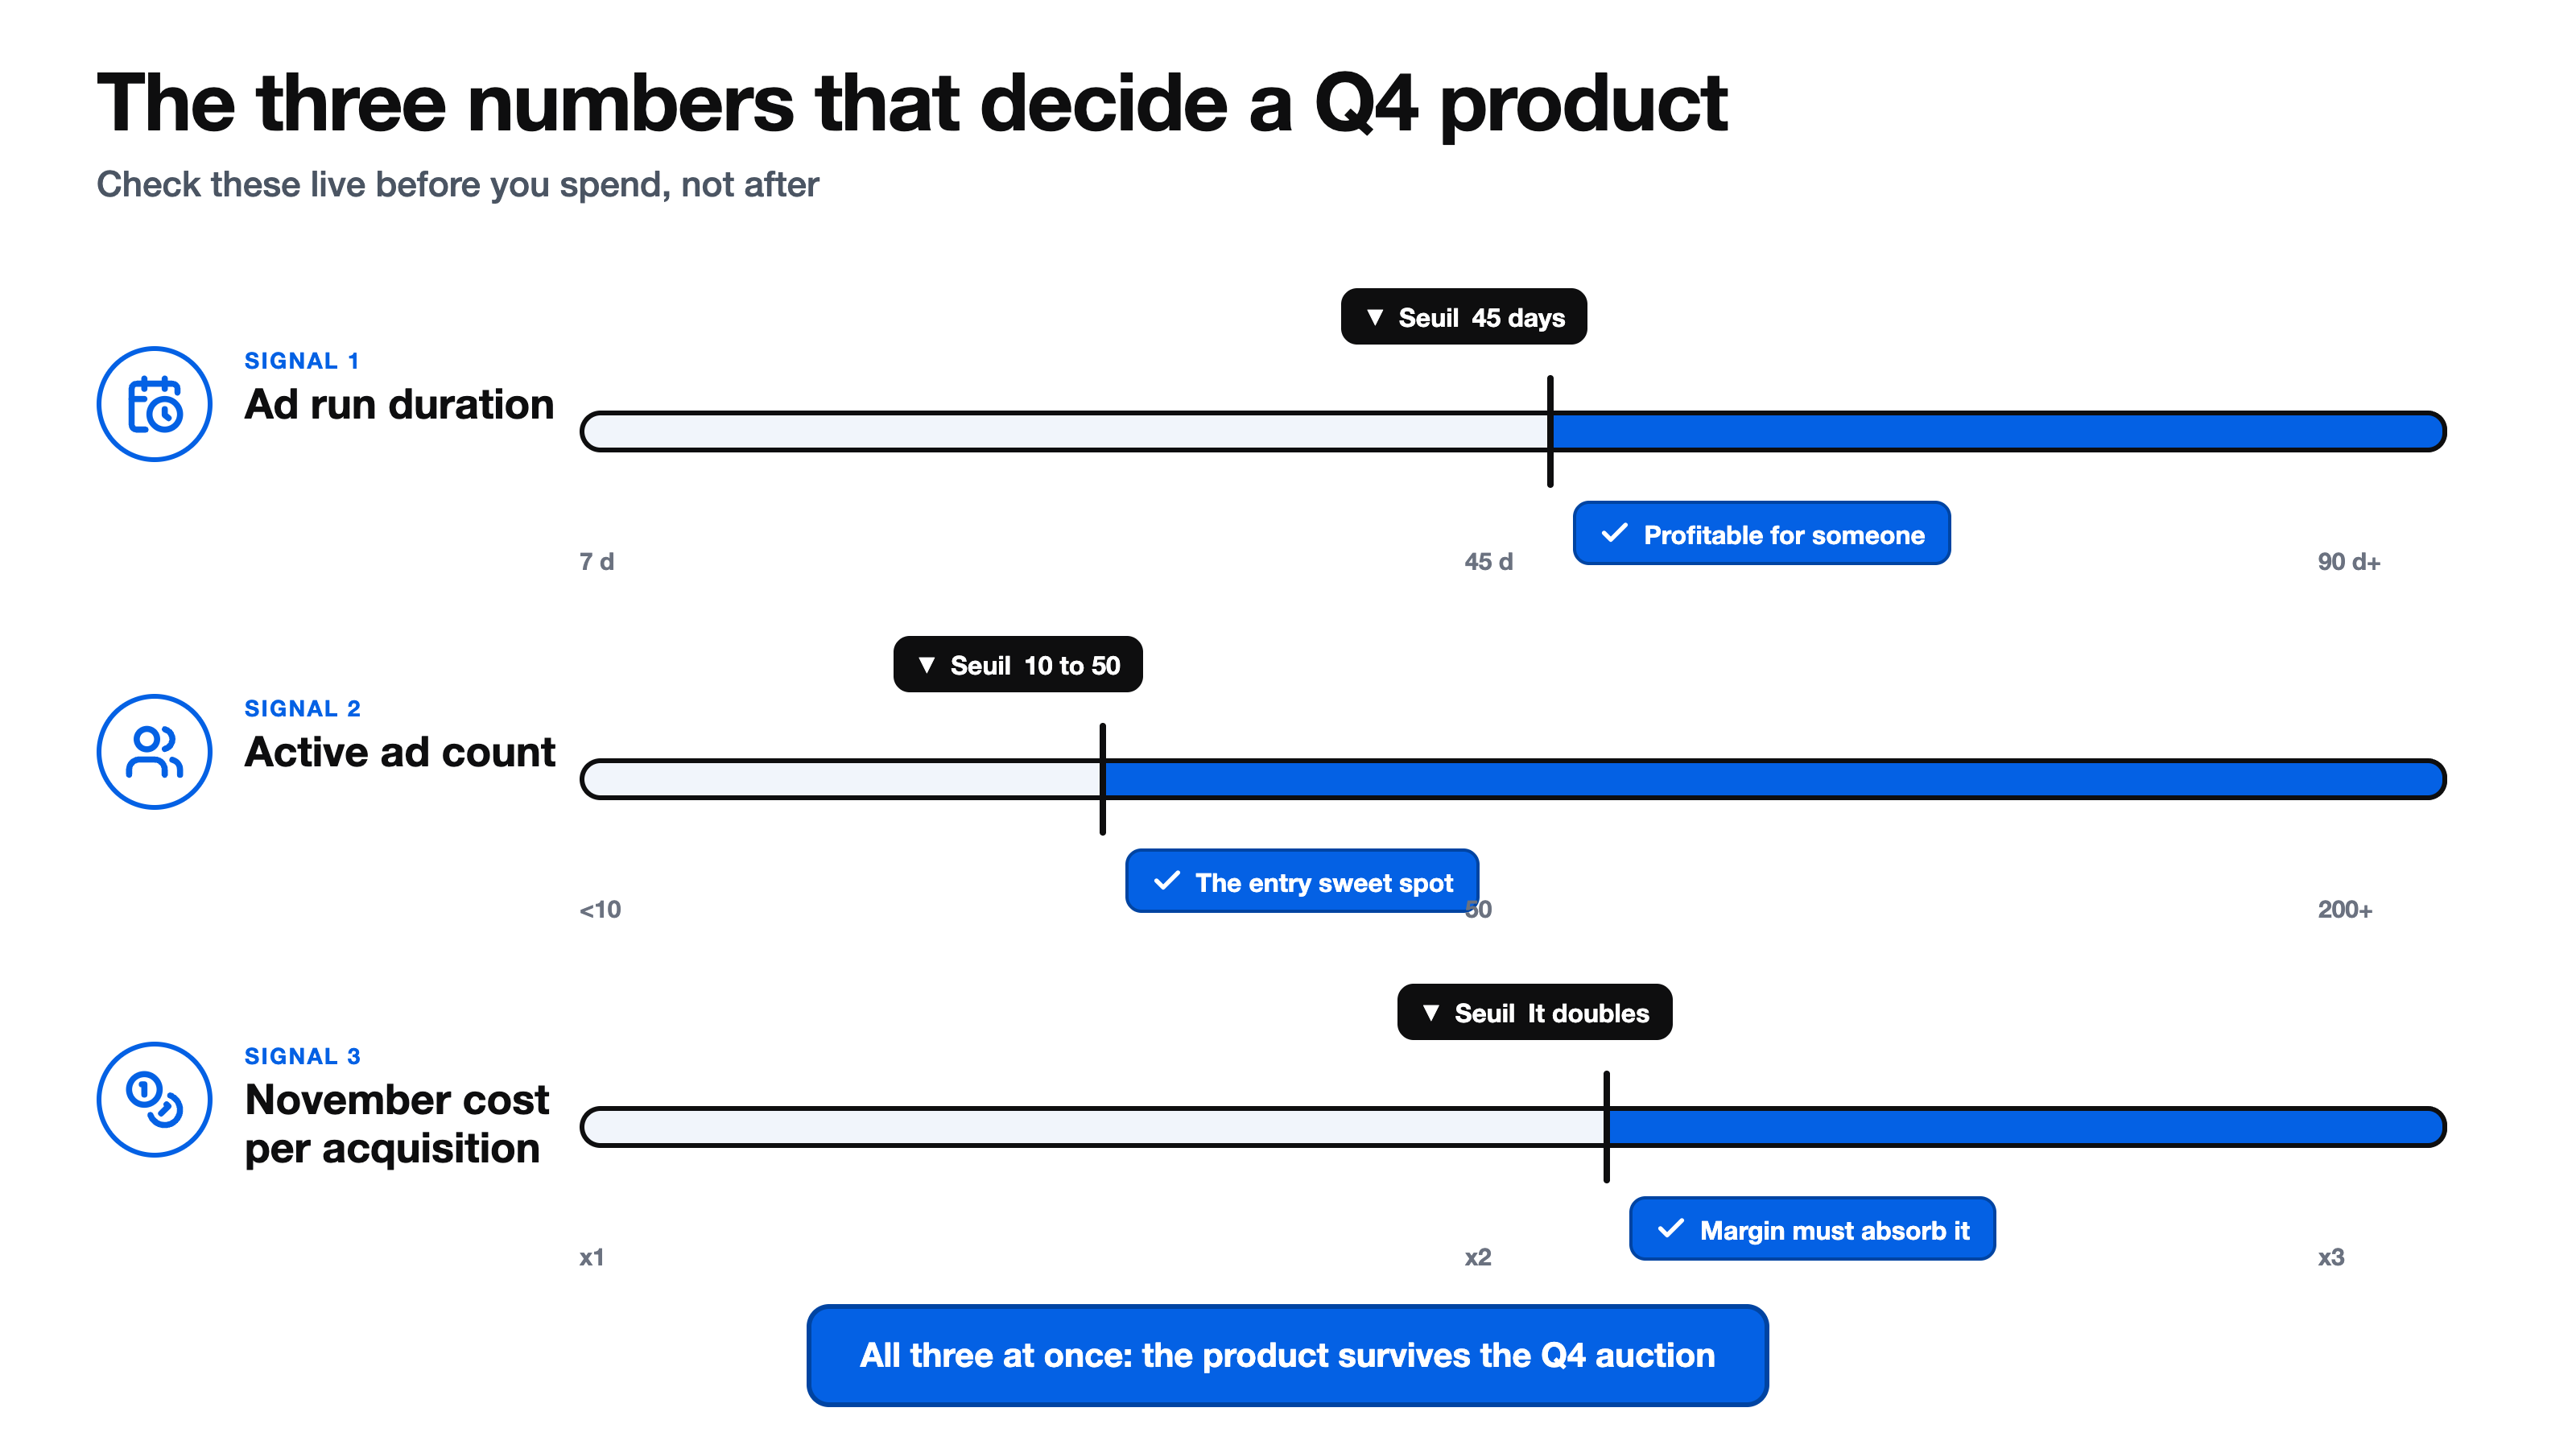 The three numbers that decide a Q4 product
Check these live before you spend, not after
▼ Seuil 45 days
SIGNAL 1
Ad run duration
Profitable for someone
7 d
45 d
90 d+
▼ Seuil 10 to 50
SIGNAL 2
Active ad count
The entry sweet spot
<10
50
200+
▼ Seuil It doubles
SIGNAL 3
November cost
per acquisition
Margin must absorb it
x1
x2
x3
All three at once: the product survives the Q4 auction